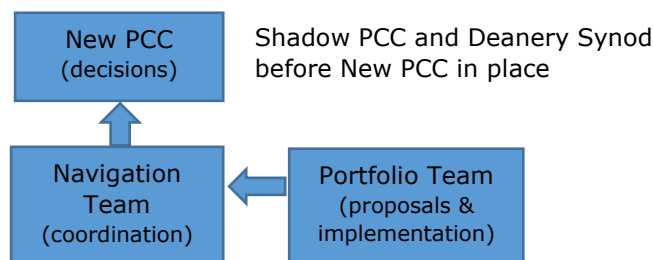 New PCC
(decisions)
Shadow PCC and Deanery Synod
before New PCC in place
Navigation
Team
(coordination)
Portfolio Team
(proposals &
implementation)